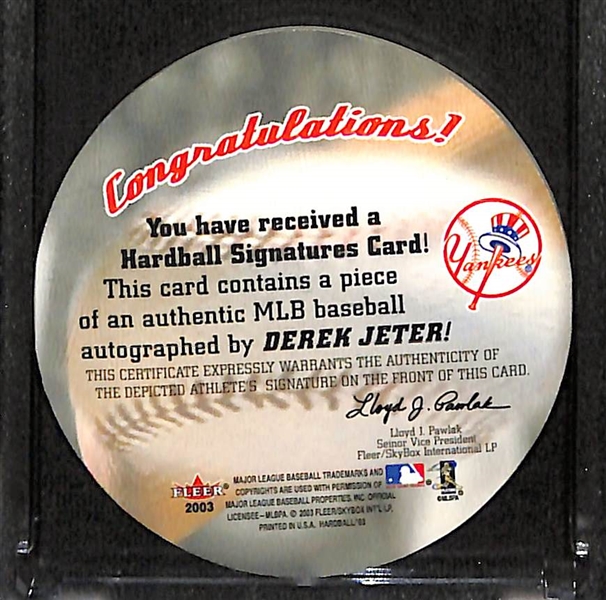 Congratulations!
You have received a
Hardball Signatures Card!
This card contains a piece
of an authentic MLB baseball
autographed by DEREK JETER!
THIS CERTIFICATE EXPRESSLY WARRANTS THE AUTHENTICITY OF
THE DEPICTED ATHLETE'S SIGNATURE ON THE FRONT OF THIS CARD.
Yankees
Lloyd J. Pawlak
Lloyd J. Pawlak
Seinor Vice President
Fleer/SkyBox International LP
FLEER
2003
MAJOR LEAGUE BASEBALL TRADEMARKS AND
COPYRIGHTS ARE USED WITH PERMISSION OF
MAJOR LEAGUE BASEBALL PROPERTIES, INC. OFFICIAL
LICENSEE-MLBPA. © 2003 FLEER/SKYBOX INT'L LP.
PRINTED IN U.S.A. HARDBALL '03
©MLBPA